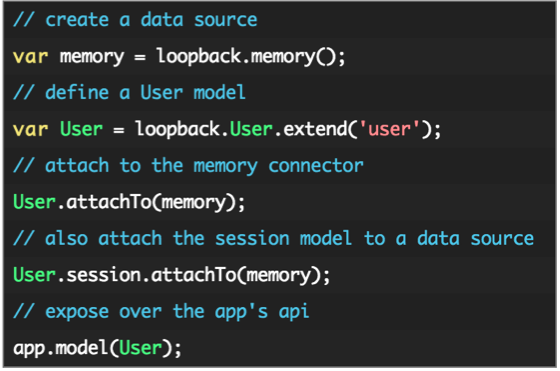 // create a data source
var memory = loopback.memory();
// define a User model
var User = loopback.User.extend('user');
// attach to the memory connector
User.attachTo(memory);
// also attach the session model to a data source
User.session.attachTo(memory);
// expose over the app's api
app.model(User);